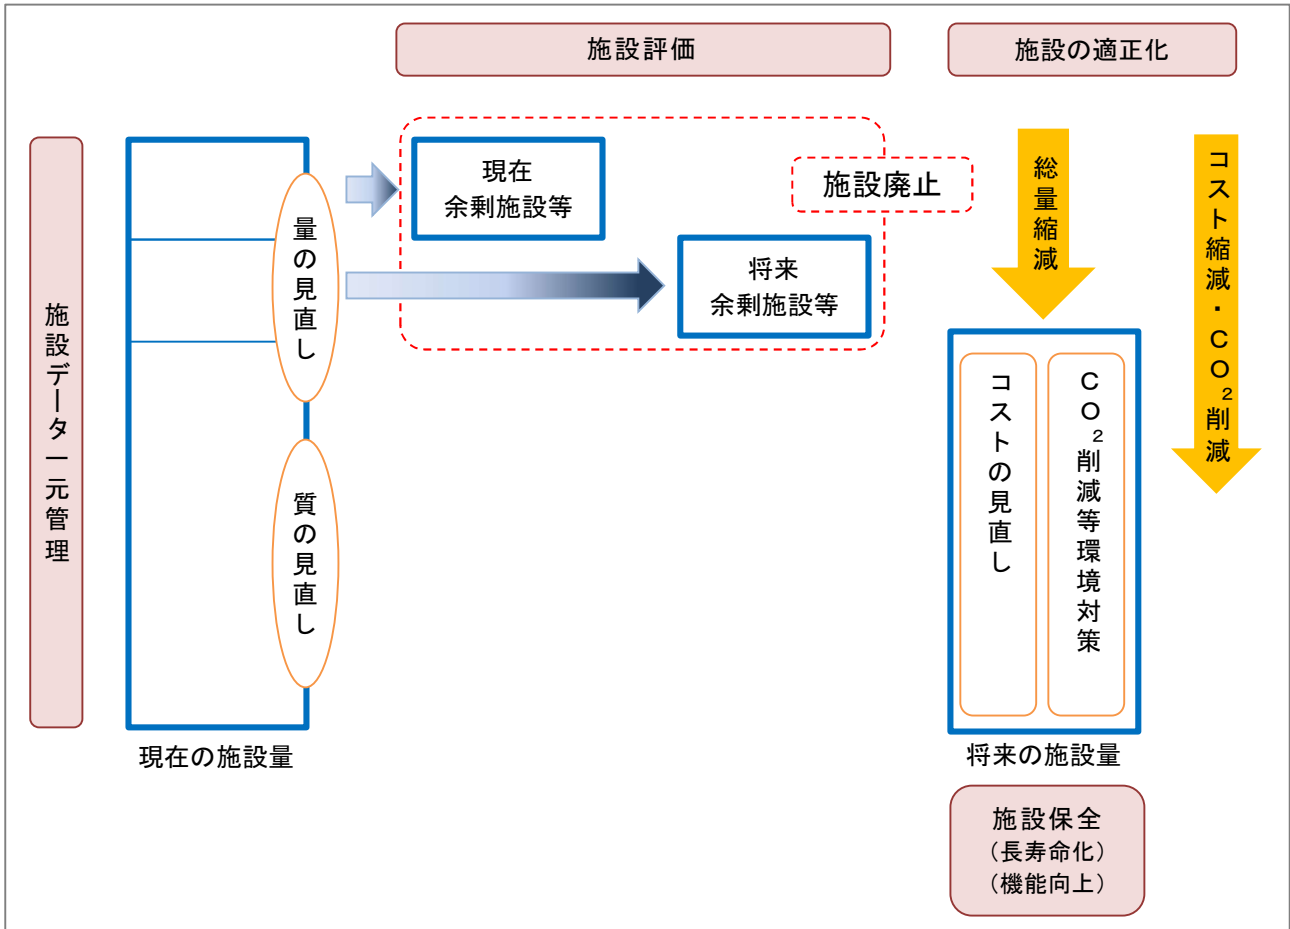 施設評価
施設の適正化
施設データ一元管理
量の見直し
質の見直し
現在の施設量
現在
余剰施設等
将来
余剰施設等
施設廃止
総量縮減
コスト縮減・CO₂削減
コストの見直し
CO₂削減等環境対策
将来の施設量
施設保全
（長寿命化）
（機能向上）